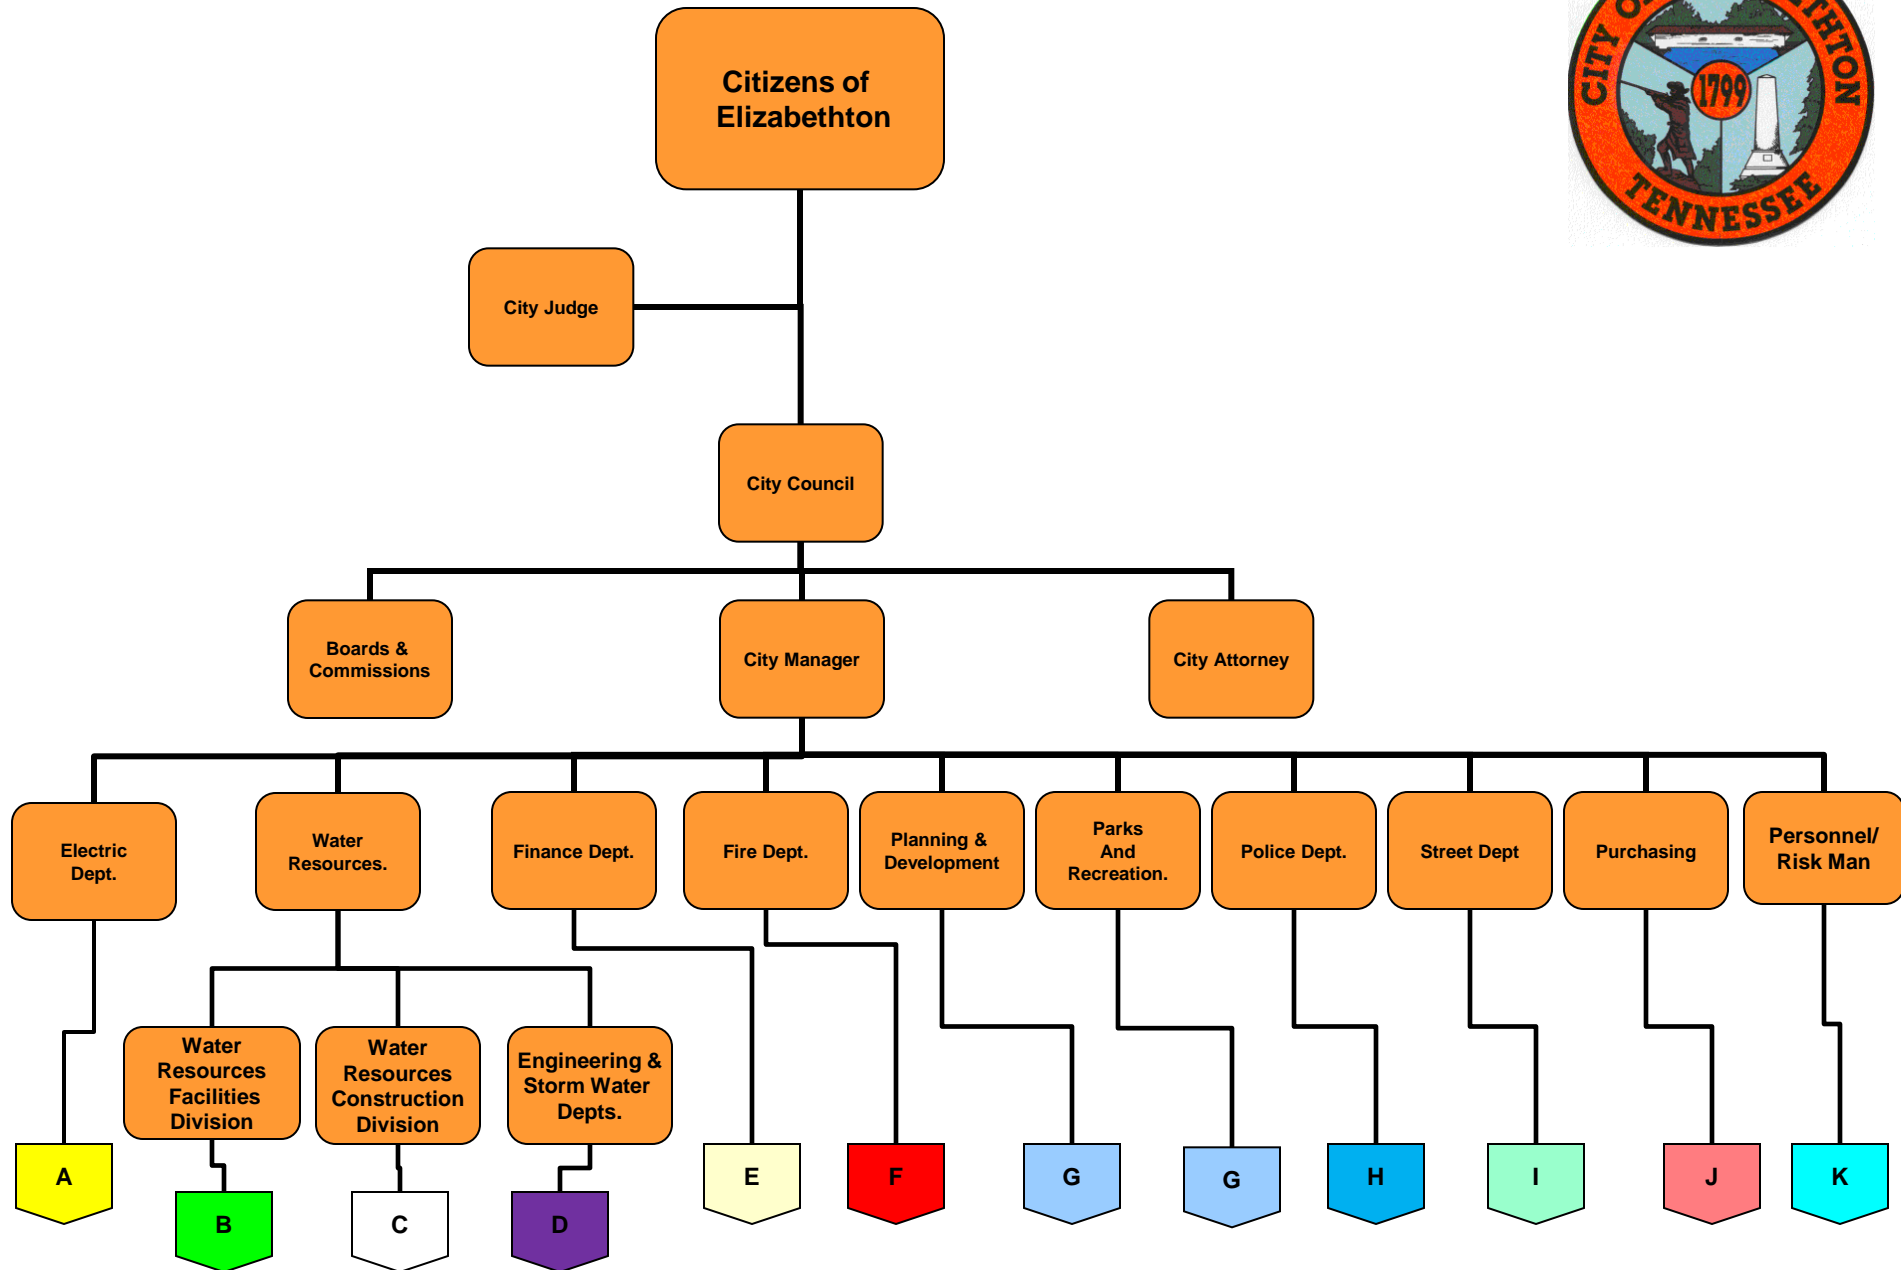 Citizens of
Elizabethton
CITY OF
THTON
1799
TENNESSEE
City Judge
City Council
Boards &
Commissions
City Manager
City Attorney
Electric
Dept.
Water
Resources.
Finance Dept.
Fire Dept.
Planning &
Development
Parks
And
Recreation.
Police Dept.
Street Dept
Purchasing
Personnel/
Risk Man
Water
Resources
Facilities
Division
Water
Resources
Construction
Division
Engineering &
Storm Water
Depts.
A
B
C
D
E
F
G
G
H
I
J
K